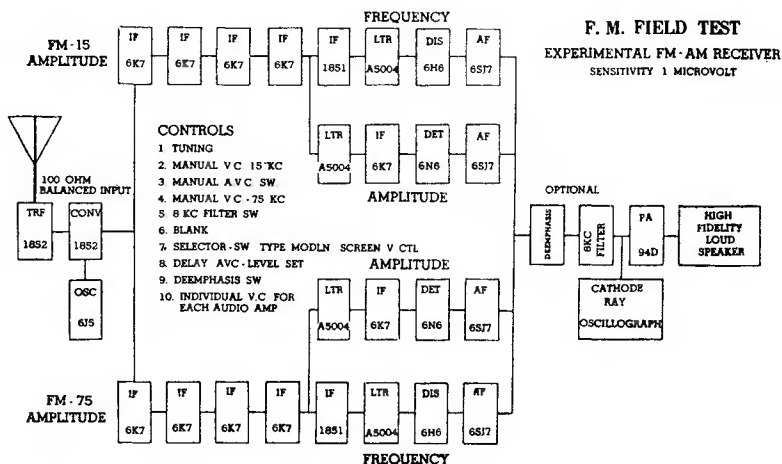 F. M. FIELD TEST
EXPERIMENTAL FM-AM RECEIVER
SENSITIVITY 1 MICROVOLT
FREQUENCY
FM-15
AMPLITUDE
IF IF IF IF IF LTR DIS AF
6K7 6K7 6K7 6K7 1851 A5004 6H6 6SJ7
LTR IF DET AF
A5004 6K7 6N6 6SJ7
AMPLITUDE
CONTROLS
1 TUNING
2. MANUAL V C 15 KC
3. MANUAL A V C SW
4. MANUAL V C - 75 KC
5. 8 KC FILTER SW
6. BLANK
7. SELECTOR-SW TYPE MODLN SCREEN V CTL
8. DELAY AVC-LEVEL SET
9. DEEMPHASIS SW
10. INDIVIDUAL V.C FOR
EACH AUDIO AMP
100 OHM
BALANCED INPUT
TRF CONV
1852 1852
OSC
6J5
OPTIONAL
DEEMPHASIS
8KC FILTER
PA
94D
HIGH
FIDELITY
LOUD
SPEAKER
CATHODE
RAY
OSCILLOGRAPH
AMPLITUDE
LTR IF DET AF
A5004 6K7 6N6 6SJ7
FM-75
AMPLITUDE
IF IF IF IF IF LTR DIS AF
6K7 6K7 6K7 6K7 1851 A5004 6H6 6SJ7
FREQUENCY